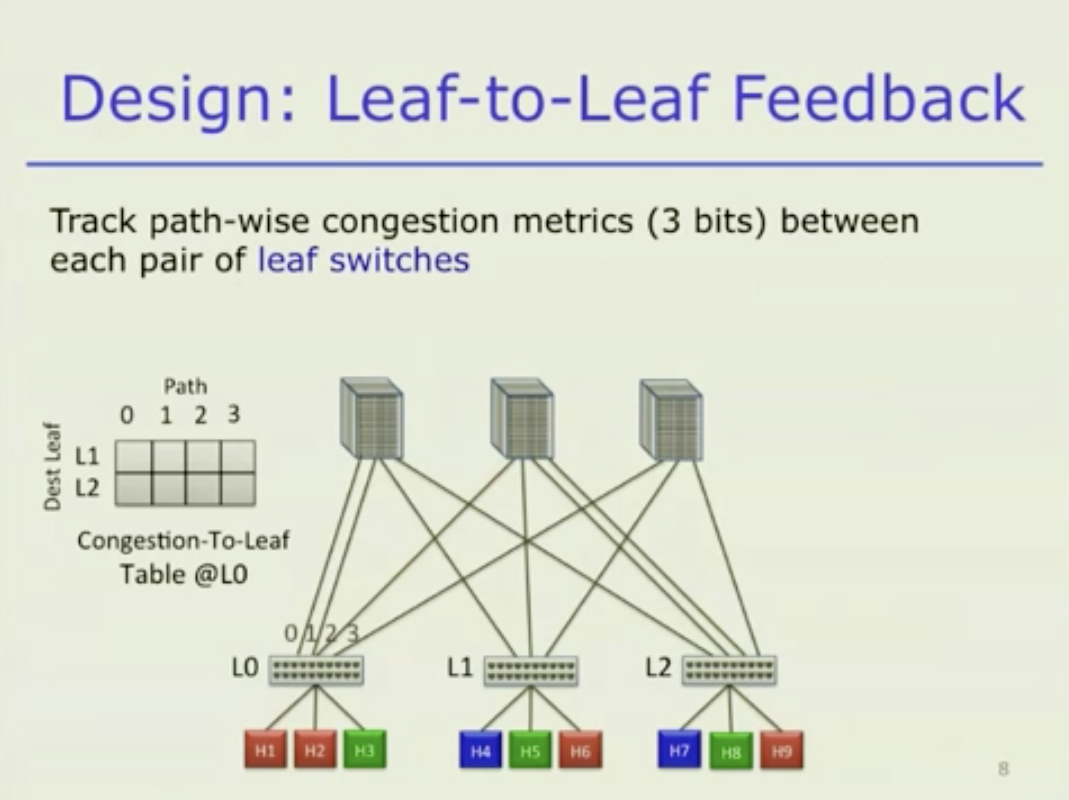 Design: Leaf-to-Leaf Feedback
Track path-wise congestion metrics (3 bits) between
each pair of leaf switches
Path
0 1 2 3
Dest Leaf
L1
L2
Congestion-To-Leaf
Table @L0
0 1 2 3
L0
L1
L2
H1 H2 H3
H4 H5 H6
H7 H8 H9
8